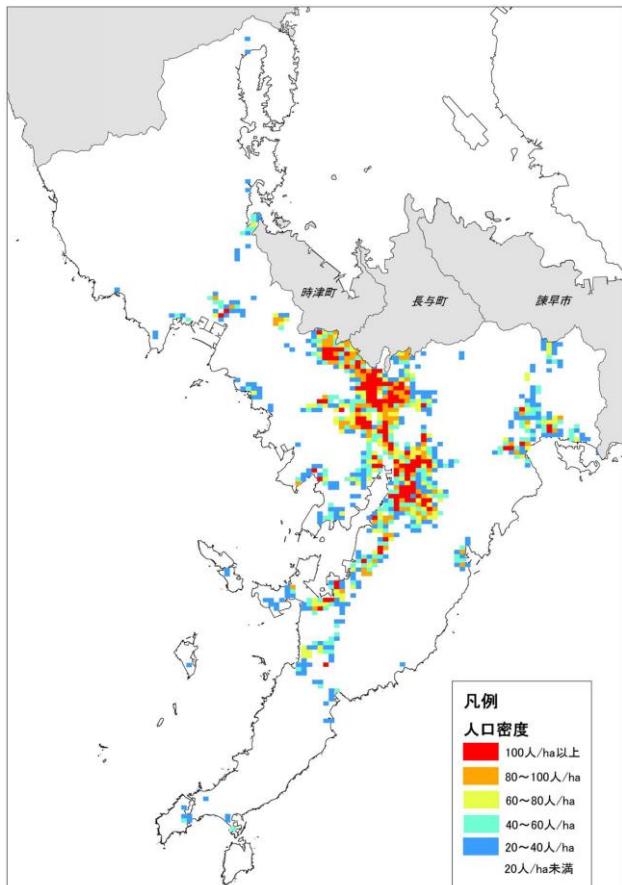 時津町
長与町
諫早市
凡例
人口密度
100人/ha以上
80～100人/ha
60～80人/ha
40～60人/ha
20～40人/ha
20人/ha未満